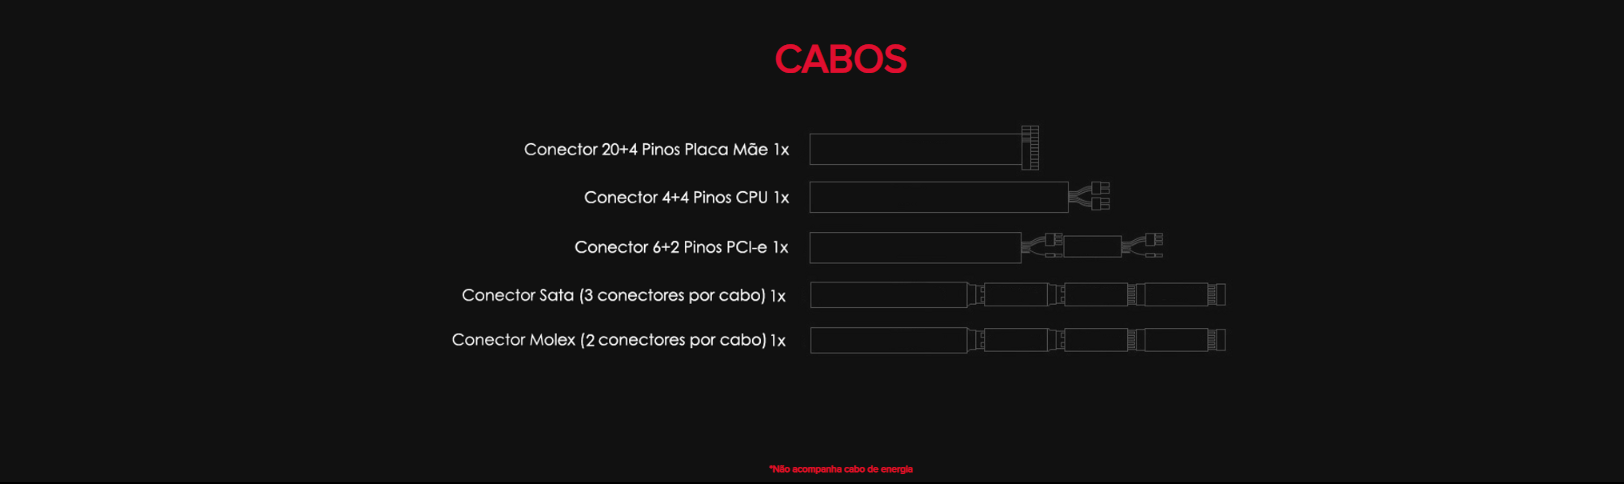 CABOS
Conector 20+4 Pinos Placa Mãe 1x
Conector 4+4 Pinos CPU 1x
Conector 6+2 Pinos PCI-e 1x
Conector Sata (3 conectores por cabo) 1x
Conector Molex (2 conectores por cabo) 1x
*Não acompanha cabo de energia